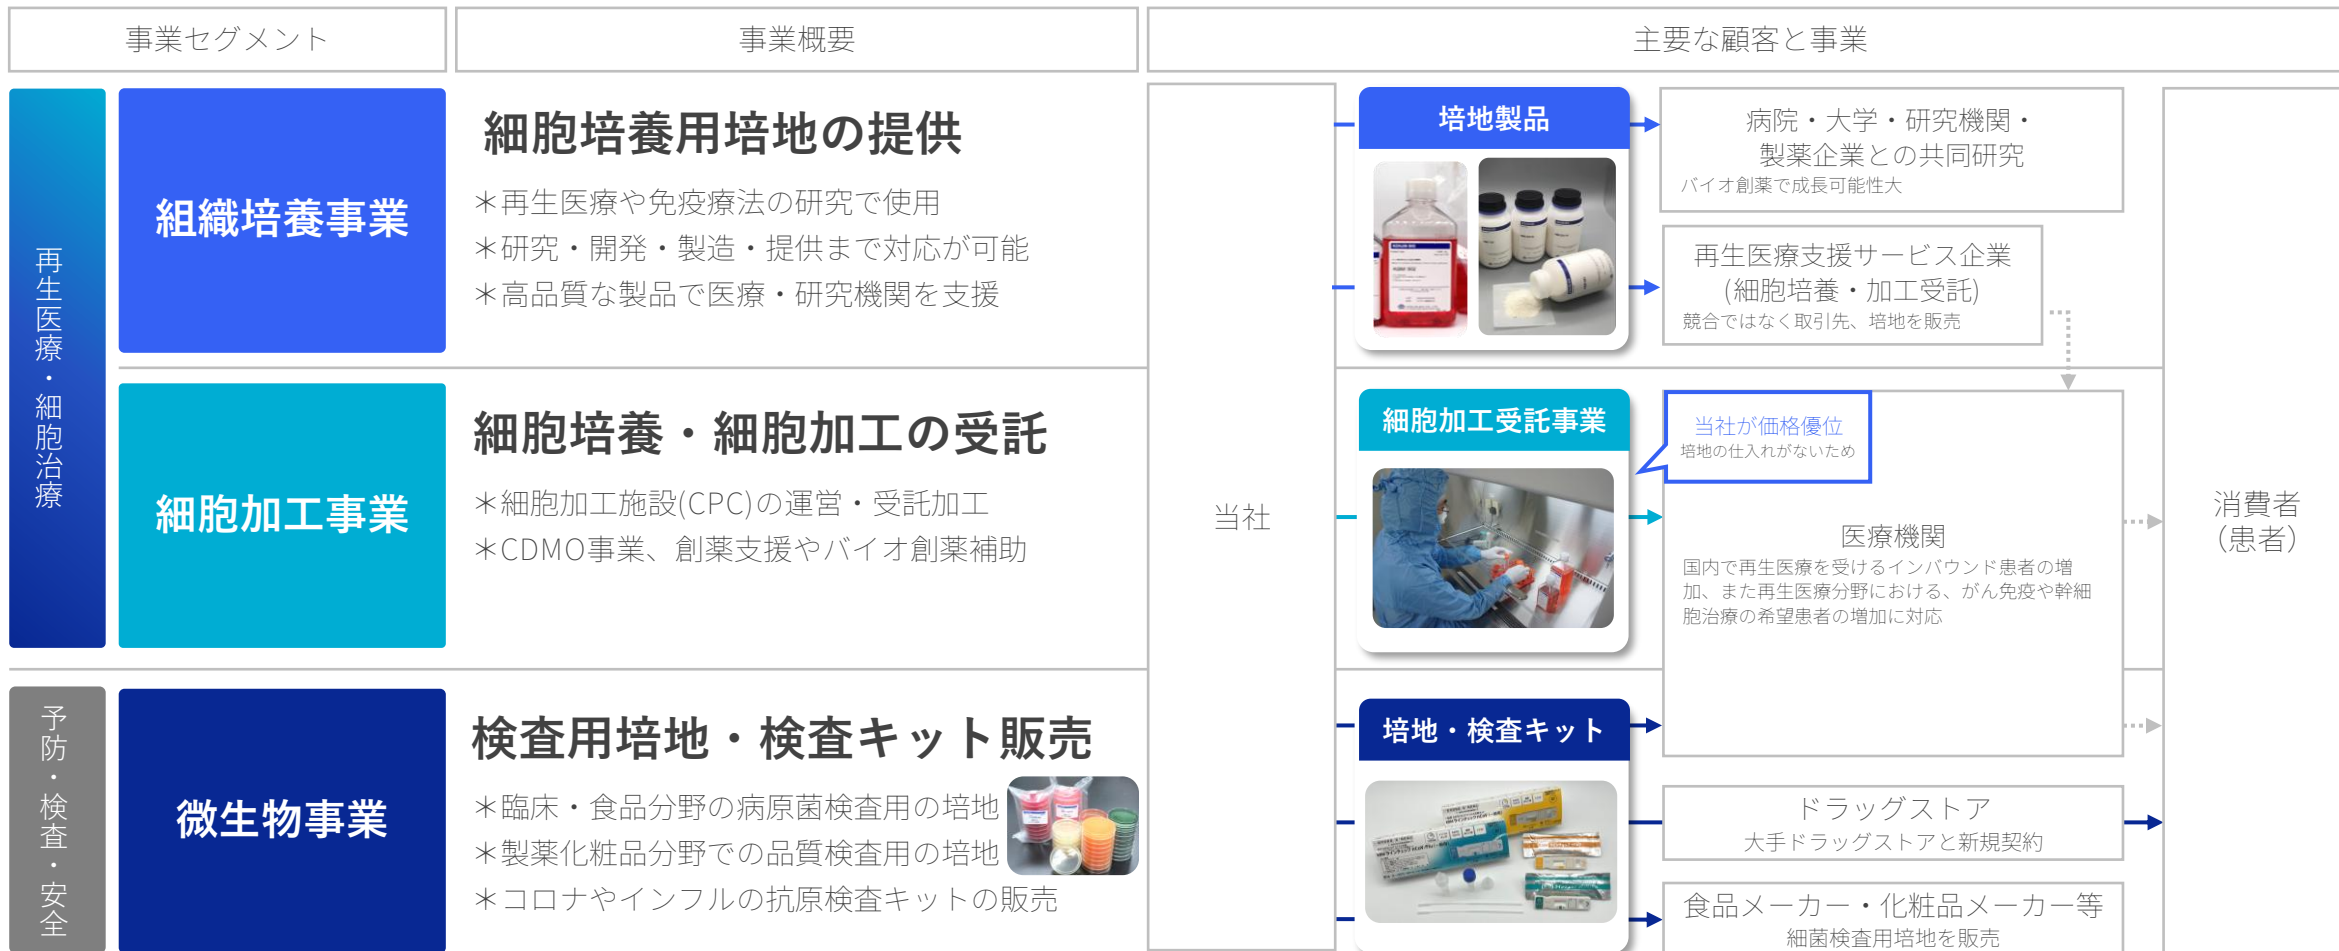 事業セグメント
事業概要
主要な顧客と事業
再生医療・細胞治療
組織培養事業
細胞培養用培地の提供
＊再生医療や免疫療法の研究で使用
＊研究・開発・製造・提供まで対応が可能
＊高品質な製品で医療・研究機関を支援
細胞加工事業
細胞培養・細胞加工の受託
＊細胞加工施設(CPC)の運営・受託加工
＊CDMO事業、創薬支援やバイオ創薬補助
予防・検査・安全
微生物事業
検査用培地・検査キット販売
＊臨床・食品分野の病原菌検査用の培地
＊製薬化粧品分野での品質検査用の培地
＊コロナやインフルの抗原検査キットの販売
当社
培地製品
病院・大学・研究機関・
製薬企業との共同研究
バイオ創薬で成長可能性大
再生医療支援サービス企業
(細胞培養・加工受託)
競合ではなく取引先、培地を販売
細胞加工受託事業
当社が価格優位
培地の仕入れがないため
医療機関
国内で再生医療を受けるインバウンド患者の増
加、また再生医療分野における、がん免疫や幹細
胞治療の希望患者の増加に対応
培地・検査キット
ドラッグストア
大手ドラッグストアと新規契約
食品メーカー・化粧品メーカー等
細菌検査用培地を販売
消費者
（患者）